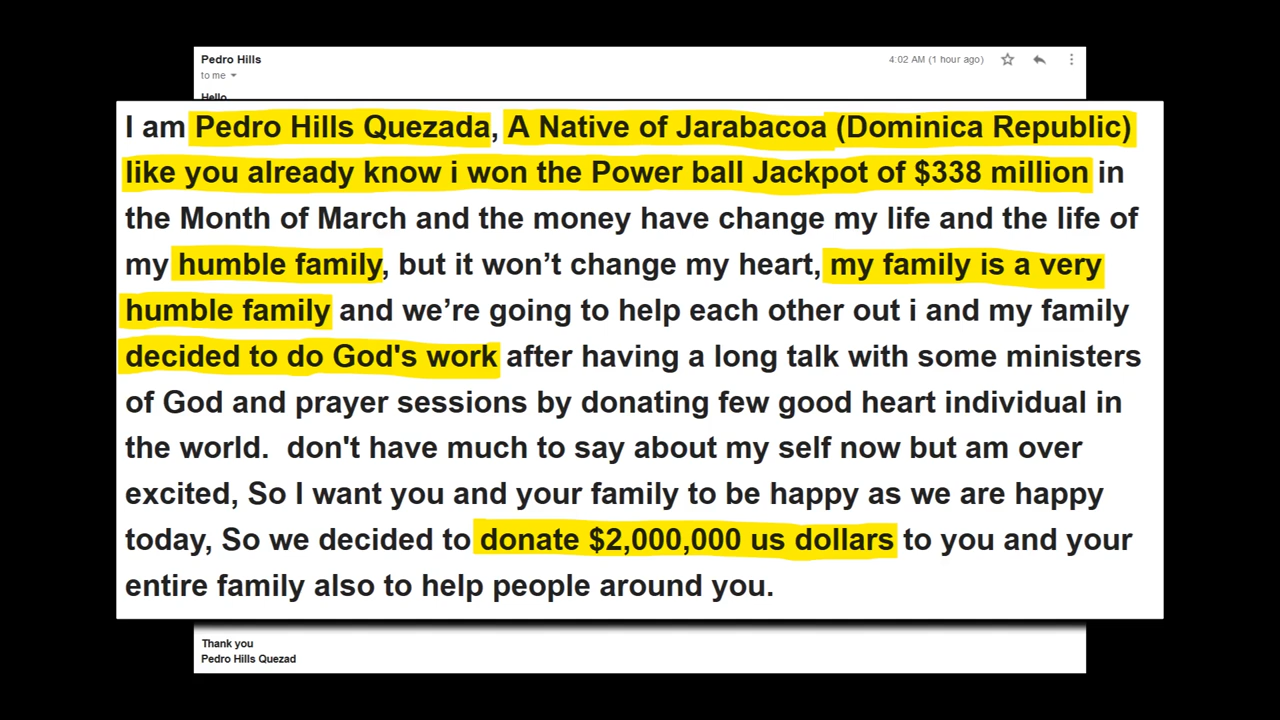 Pedro Hills
4:02 AM (1 hour ago)
to me
Hello
I am Pedro Hills Quezada, A Native of Jarabacoa (Dominica Republic)
like you already know i won the Power ball Jackpot of $338 million in
the Month of March and the money have change my life and the life of
my humble family, but it won’t change my heart, my family is a very
humble family and we’re going to help each other out i and my family
decided to do God's work after having a long talk with some ministers
of God and prayer sessions by donating few good heart individual in
the world.  don't have much to say about my self now but am over
excited, So I want you and your family to be happy as we are happy
today, So we decided to donate $2,000,000 us dollars to you and your
entire family also to help people around you.
Thank you
Pedro Hills Quezad